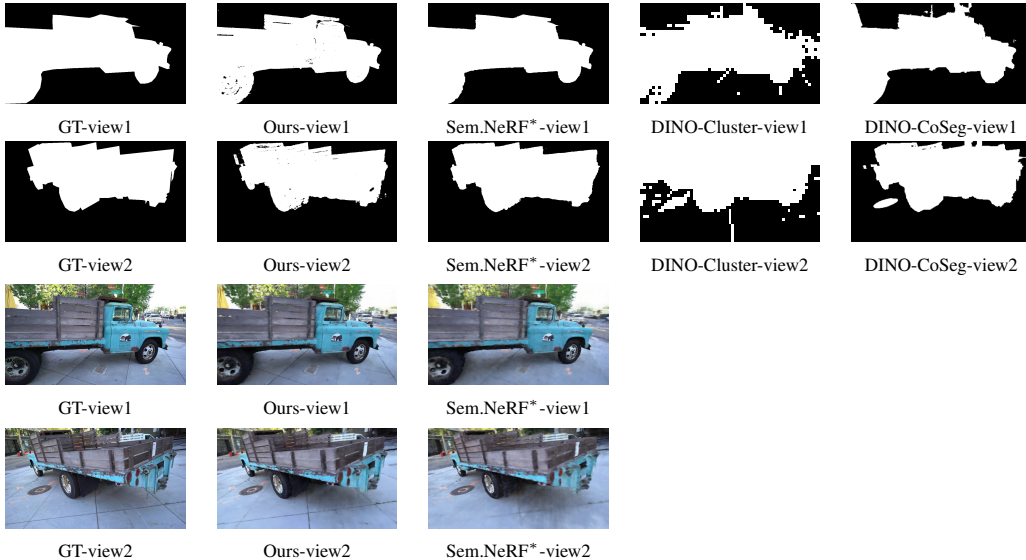 GT-view1 Ours-view1 Sem.NeRF*-view1 DINO-Cluster-view1 DINO-CoSeg-view1
GT-view2 Ours-view2 Sem.NeRF*-view2 DINO-Cluster-view2 DINO-CoSeg-view2
GT-view1 Ours-view1 Sem.NeRF*-view1
GT-view2 Ours-view2 Sem.NeRF*-view2